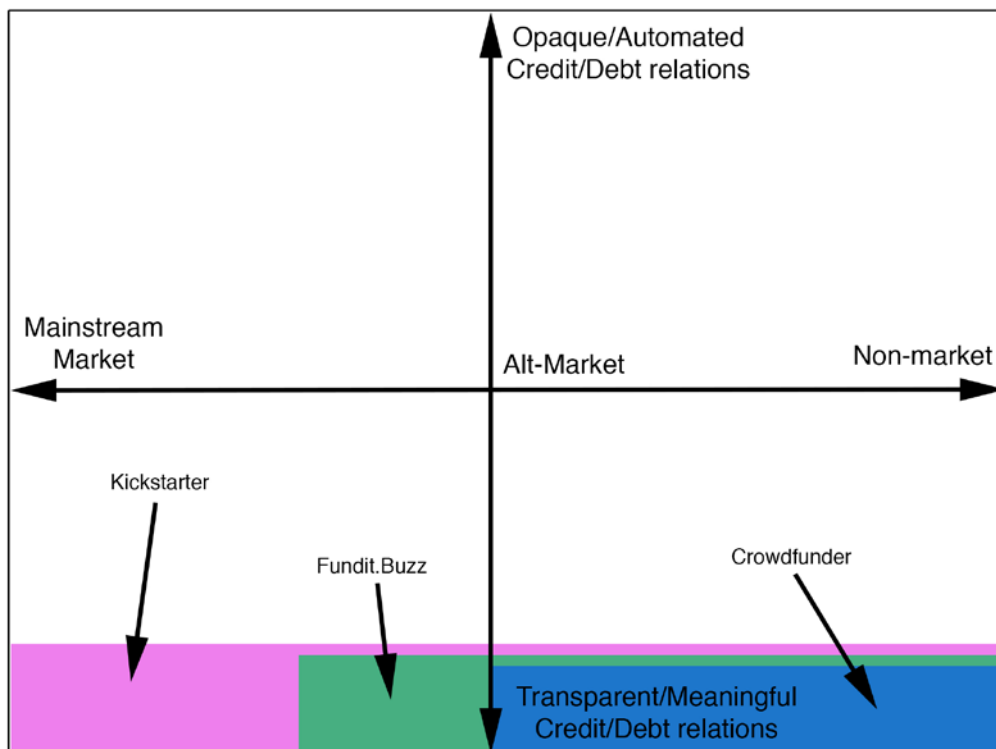 Opaque/Automated
Credit/Debt relations
Mainstream
Market
Alt-Market
Non-market
Kickstarter
Fundit.Buzz
Crowdfunder
Transparent/Meaningful
Credit/Debt relations